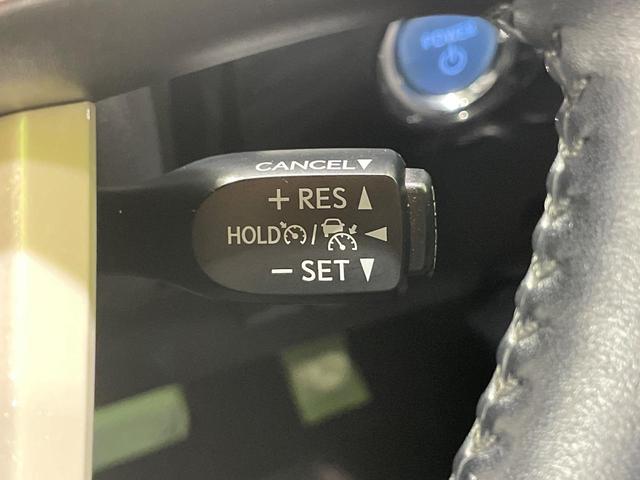 POWER
CANCEL▼
+ RES ▲
HOLD / ◀
− SET ▼